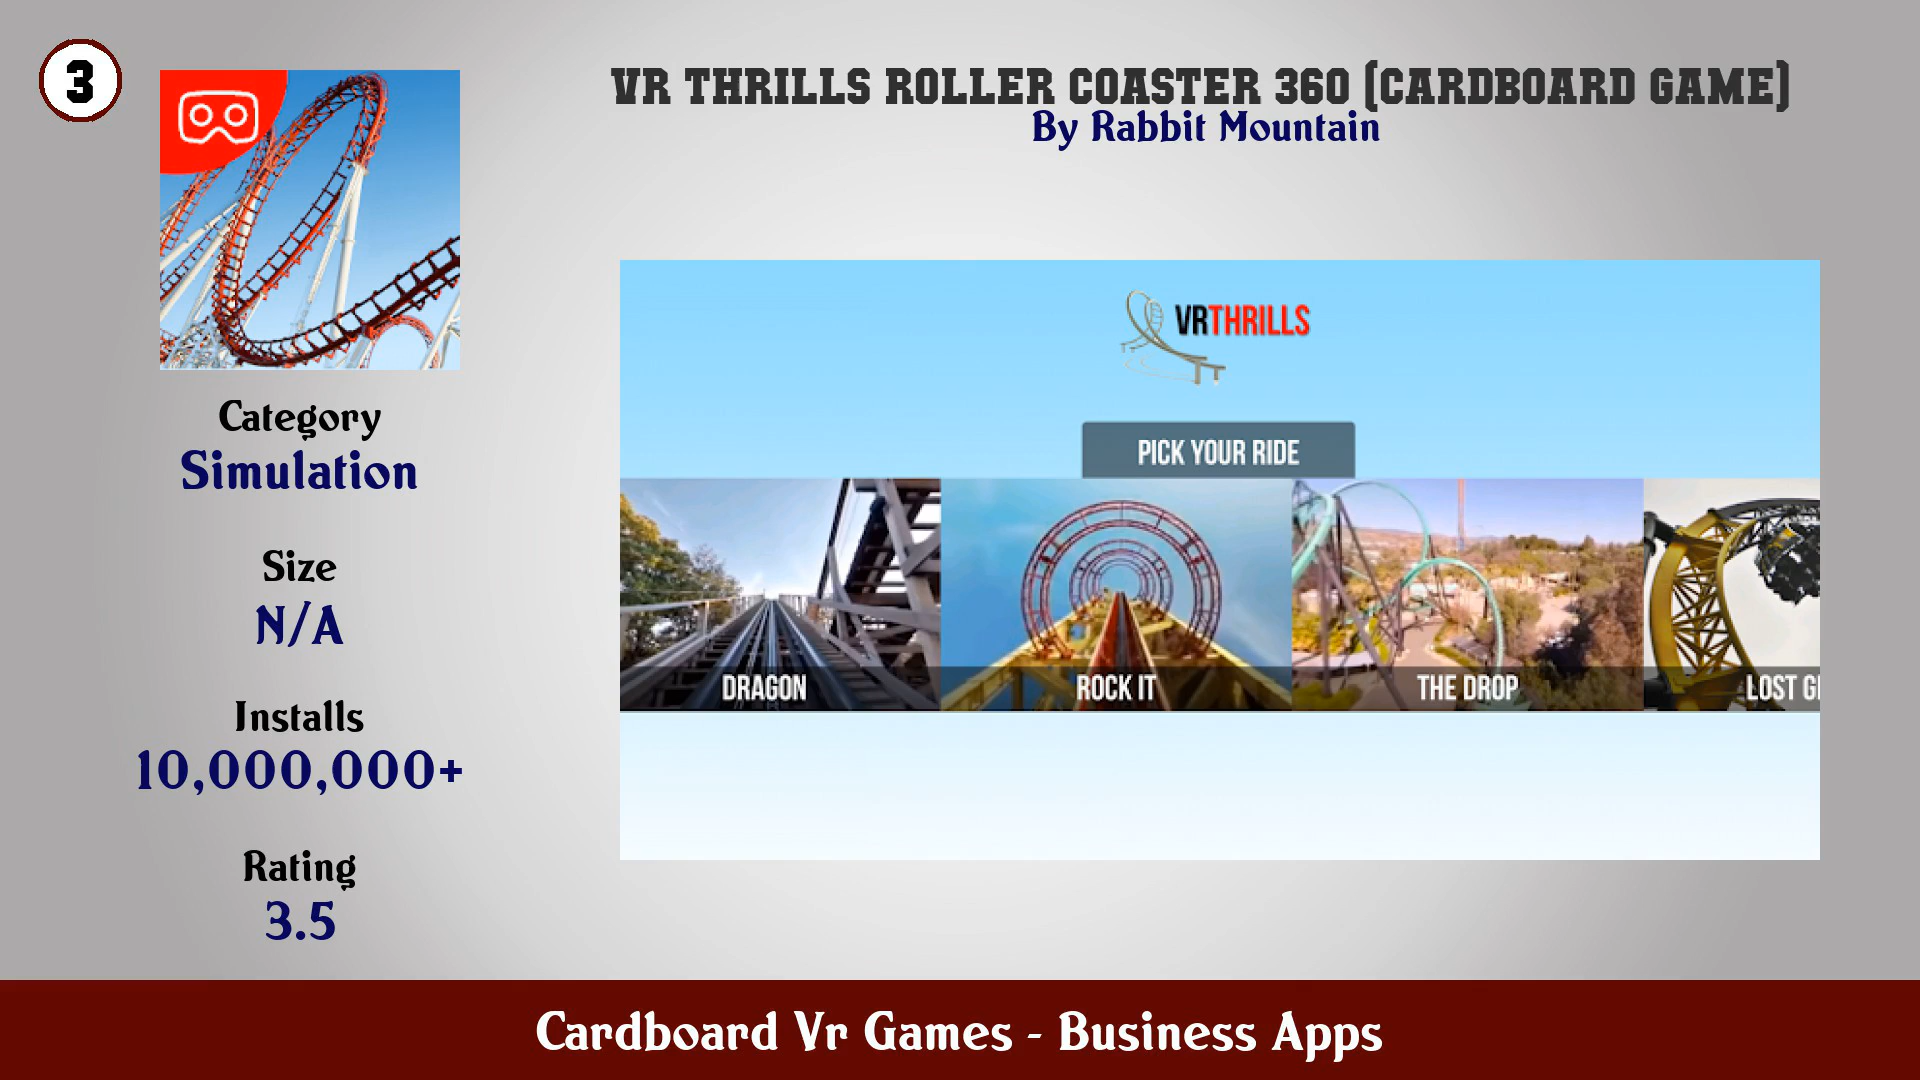 3
VR THRILLS ROLLER COASTER 360 (CARDBOARD GAME)
By Rabbit Mountain
Category
Simulation
Size
N/A
Installs
10,000,000+
Rating
3.5
VRTHRILLS
PICK YOUR RIDE
DRAGON
ROCK IT
THE DROP
LOST
Cardboard Vr Games - Business Apps